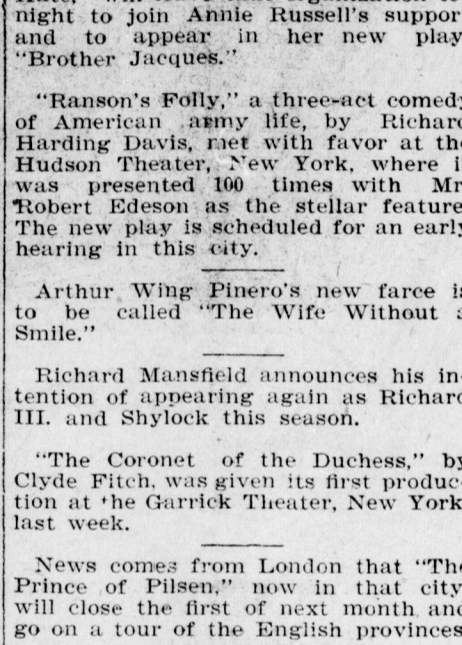 night to join Annie Russell's suppor
and to appear in her new play
"Brother Jacques."
"Ranson's Folly," a three-act comed
of American army life, by Richard
Harding Davis, met with favor at th
Hudson Theater, New York, where i
was presented 100 times with Mr
Robert Edeson as the stellar feature
The new play is scheduled for an earl
hearing in this city.
Arthur Wing Pinero's new farce i
to be called "The Wife Without a
Smile."
Richard Mansfield announces his in-
tention of appearing again as Richard
III. and Shylock this season.
"The Coronet of the Duchess," by
Clyde Fitch, was given its first produc-
tion at the Garrick Theater, New York
last week.
News comes from London that "The
Prince of Pilsen," now in that city
will close the first of next month and
go on a tour of the English provinces